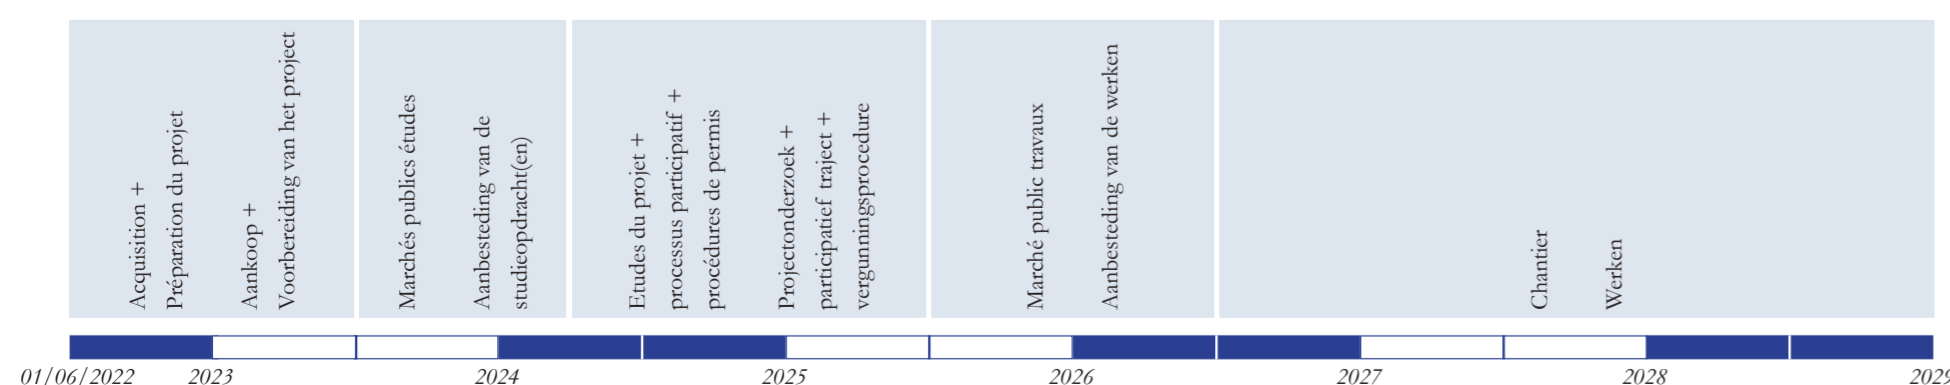 Acquisition +
Préparation du projet
Aankoop +
Voorbereiding van het project
Marchés publics études
Aanbesteding van de
studieopdracht(en)
Etudes du projet +
processus participatif +
procédures de permis
Projectonderzoek +
participatief traject +
vergunningsprocedure
Marché public travaux
Aanbesteding van de werken
Chantier
Werken
01/06/2022
2023
2024
2025
2026
2027
2028
2029